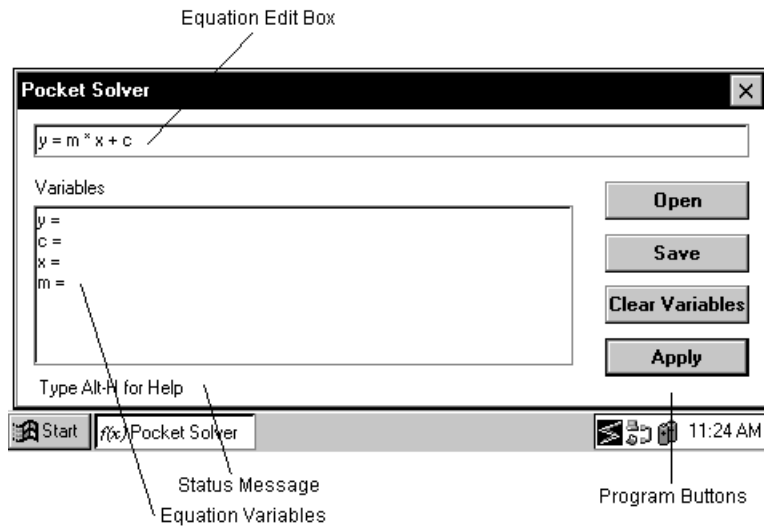 Equation Edit Box
Pocket Solver
y = m * x + c
Variables
y =
c =
x =
m =
Open
Save
Clear Variables
Apply
Type Alt-H for Help
Start
f(x) Pocket Solver
11:24 AM
Status Message
Program Buttons
Equation Variables